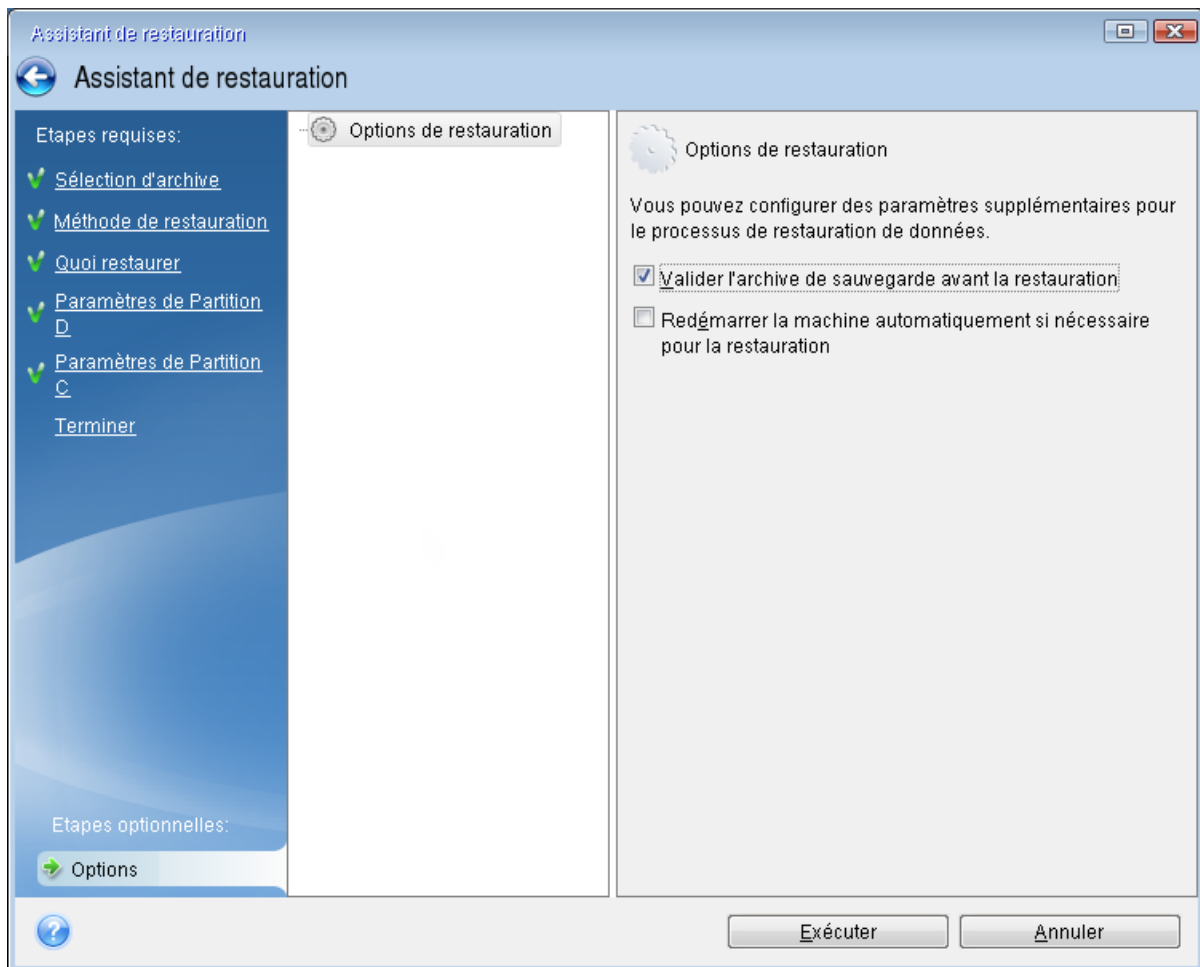 Assistant de restauration
Assistant de restauration
Etapes requises:
Sélection d'archive
Méthode de restauration
Quoi restaurer
Paramètres de Partition
D
Paramètres de Partition
C
Terminer
Etapes optionnelles:
Options
Options de restauration
Options de restauration
Vous pouvez configurer des paramètres supplémentaires pour
le processus de restauration de données.
Valider l'archive de sauvegarde avant la restauration
Redémarrer la machine automatiquement si nécessaire
pour la restauration
Exécuter
Annuler